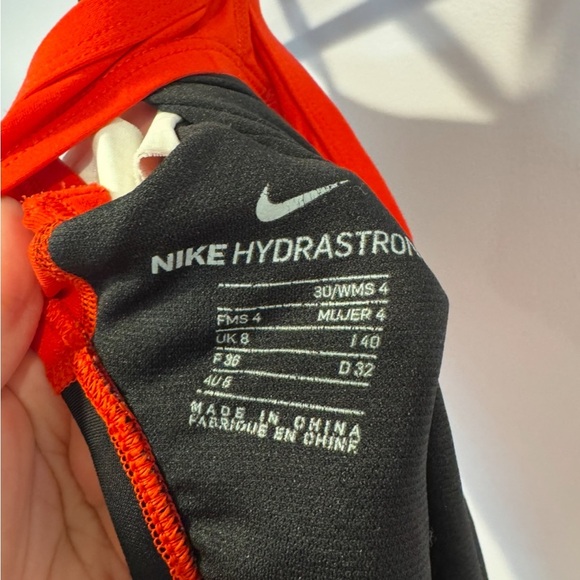 NIKE HYDRASTRON
30/WMS 4
FMS 4 MUJER 4
UK 8 I 40
F 36 D 32
AU 8
MADE IN CHINA
FABRIQUE EN CHINE